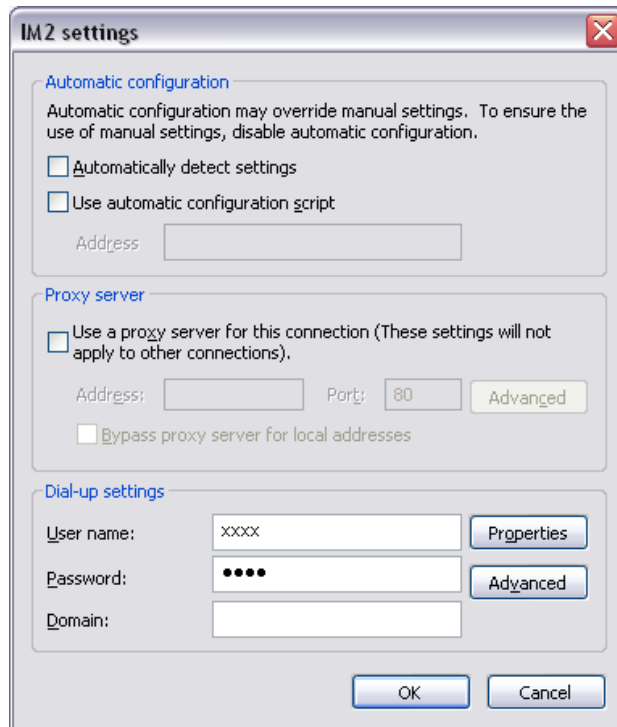 IM2 settings
Automatic configuration
Automatic configuration may override manual settings. To ensure the
use of manual settings, disable automatic configuration.
Automatically detect settings
Use automatic configuration script
Address
Proxy server
Use a proxy server for this connection (These settings will not
apply to other connections).
Address: Port: 80 Advanced
Bypass proxy server for local addresses
Dial-up settings
User name: xxxx Properties
Password: •••• Advanced
Domain:
OK Cancel